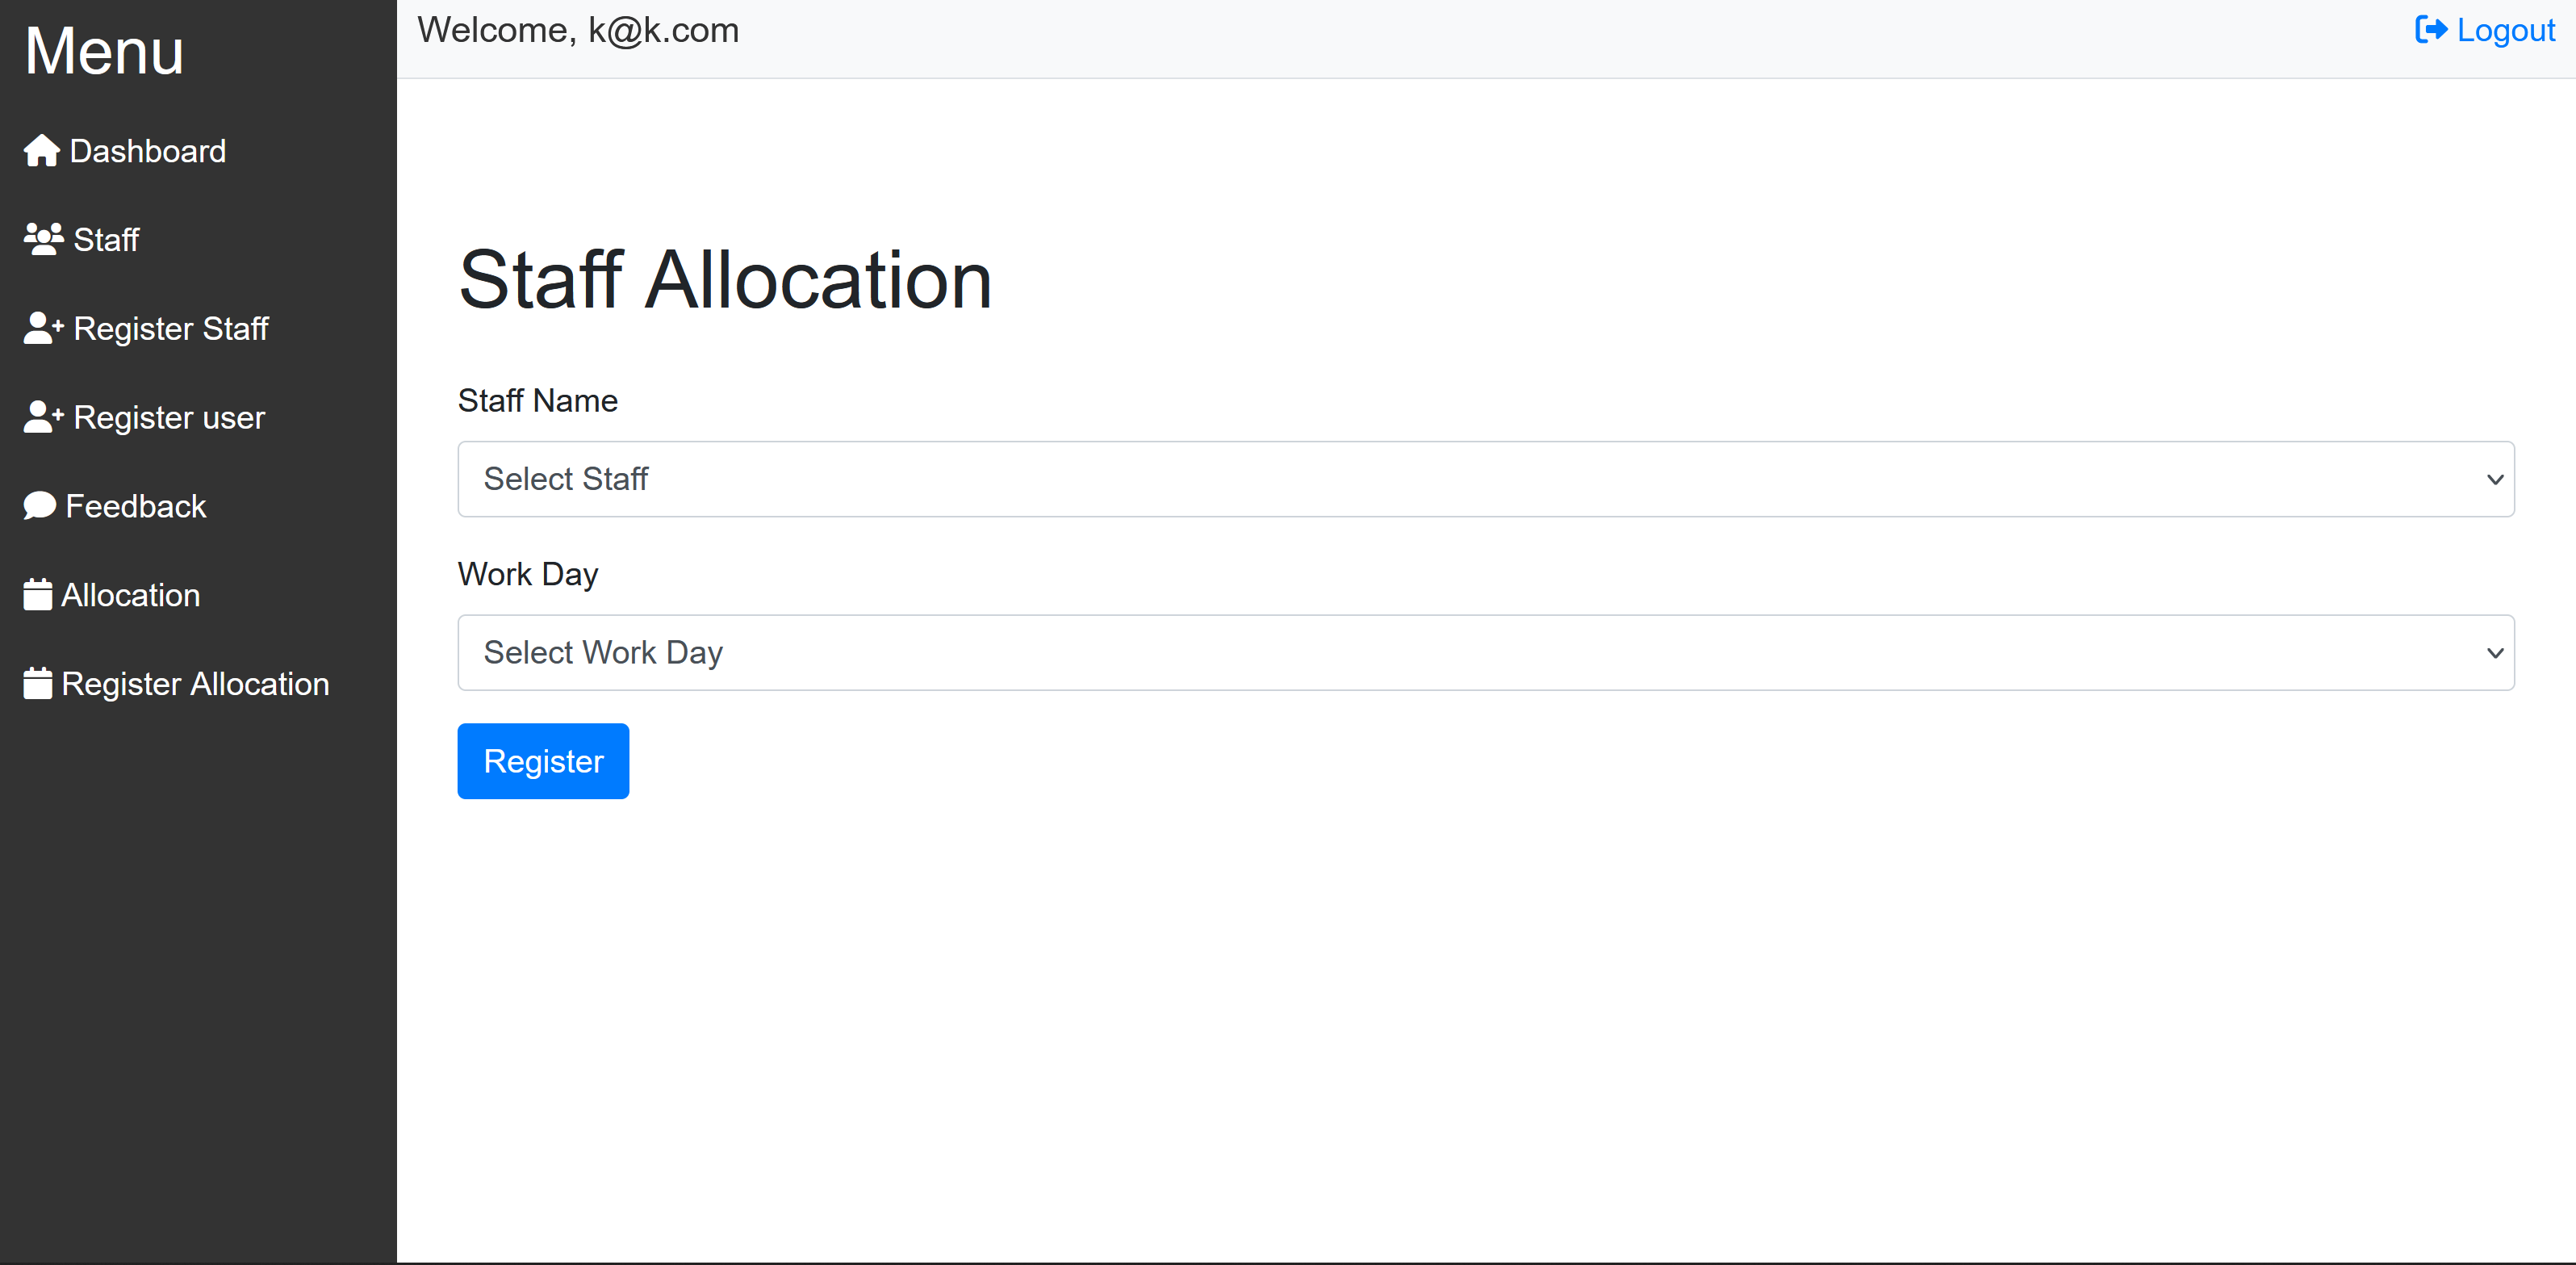 Menu
Dashboard
Staff
Register Staff
Register user
Feedback
Allocation
Register Allocation
Welcome, k@k.com
Logout
Staff Allocation
Staff Name
Select Staff
Work Day
Select Work Day
Register